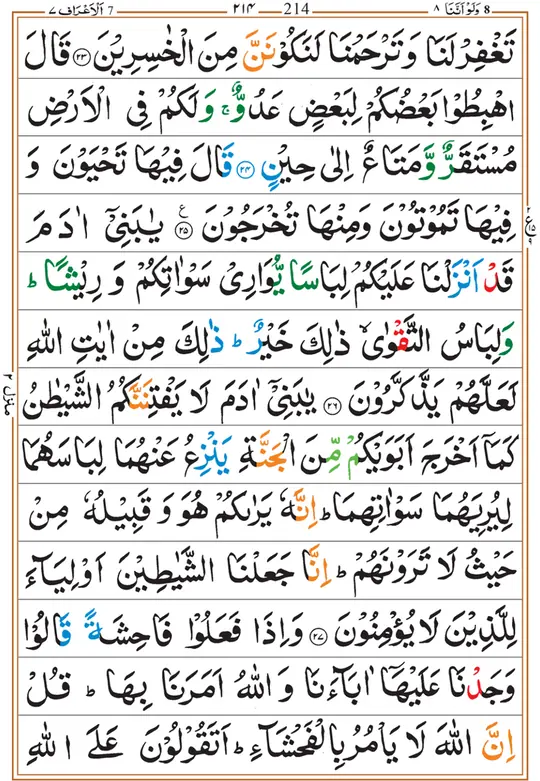 ٨ وَلَوْ اَنَّنَا 8 214 ٢١٤ 7 اَلْاَعْرَاف ٧
تَغْفِرْ لَنَا وَتَرْحَمْنَا لَنَكُوْنَنَّ مِنَ الْخٰسِرِيْنَ ۝٢٣ قَالَ
اهْبِطُوْا بَعْضُكُمْ لِبَعْضٍ عَدُوٌّ ۚ وَلَكُمْ فِى الْاَرْضِ
مُسْتَقَرٌّ وَّ مَتَاعٌ اِلٰى حِيْنٍ ۝٢٤ قَالَ فِيْهَا تَحْيَوْنَ وَ
فِيْهَا تَمُوْتُوْنَ وَمِنْهَا تُخْرَجُوْنَ ۝٢٥ ع يٰبَنِىْٓ اٰدَمَ
قَدْ اَنْزَلْنَا عَلَيْكُمْ لِبَاسًا يُّوَارِىْ سَوْاٰتِكُمْ وَ رِيْشًا ؕ
وَلِبَاسُ التَّقْوٰى ۙ ذٰلِكَ خَيْرٌ ؕ ذٰلِكَ مِنْ اٰيٰتِ اللّٰهِ
لَعَلَّهُمْ يَذَّكَّرُوْنَ ۝٢٦ يٰبَنِىْٓ اٰدَمَ لَا يَفْتِنَنَّكُمُ الشَّيْطٰنُ
منزل ٢
كَمَآ اَخْرَجَ اَبَوَيْكُمْ مِّنَ الْجَنَّةِ يَنْزِعُ عَنْهُمَا لِبَاسَهُمَا
لِيُرِيَهُمَا سَوْاٰتِهِمَا ؕ اِنَّهٗ يَرٰىكُمْ هُوَ وَ قَبِيْلُهٗ مِنْ
حَيْثُ لَا تَرَوْنَهُمْ ؕ اِنَّا جَعَلْنَا الشَّيٰطِيْنَ اَوْلِيَآءَ
لِلَّذِيْنَ لَا يُؤْمِنُوْنَ ۝٢٧ وَاِذَا فَعَلُوْا فَاحِشَةً قَالُوْا
وَجَدْنَا عَلَيْهَآ اٰبَآءَنَا وَ اللّٰهُ اَمَرَنَا بِهَا ؕ قُلْ
اِنَّ اللّٰهَ لَا يَاْمُرُ بِالْفَحْشَآءِ ؕ اَتَقُوْلُوْنَ عَلَى اللّٰهِ